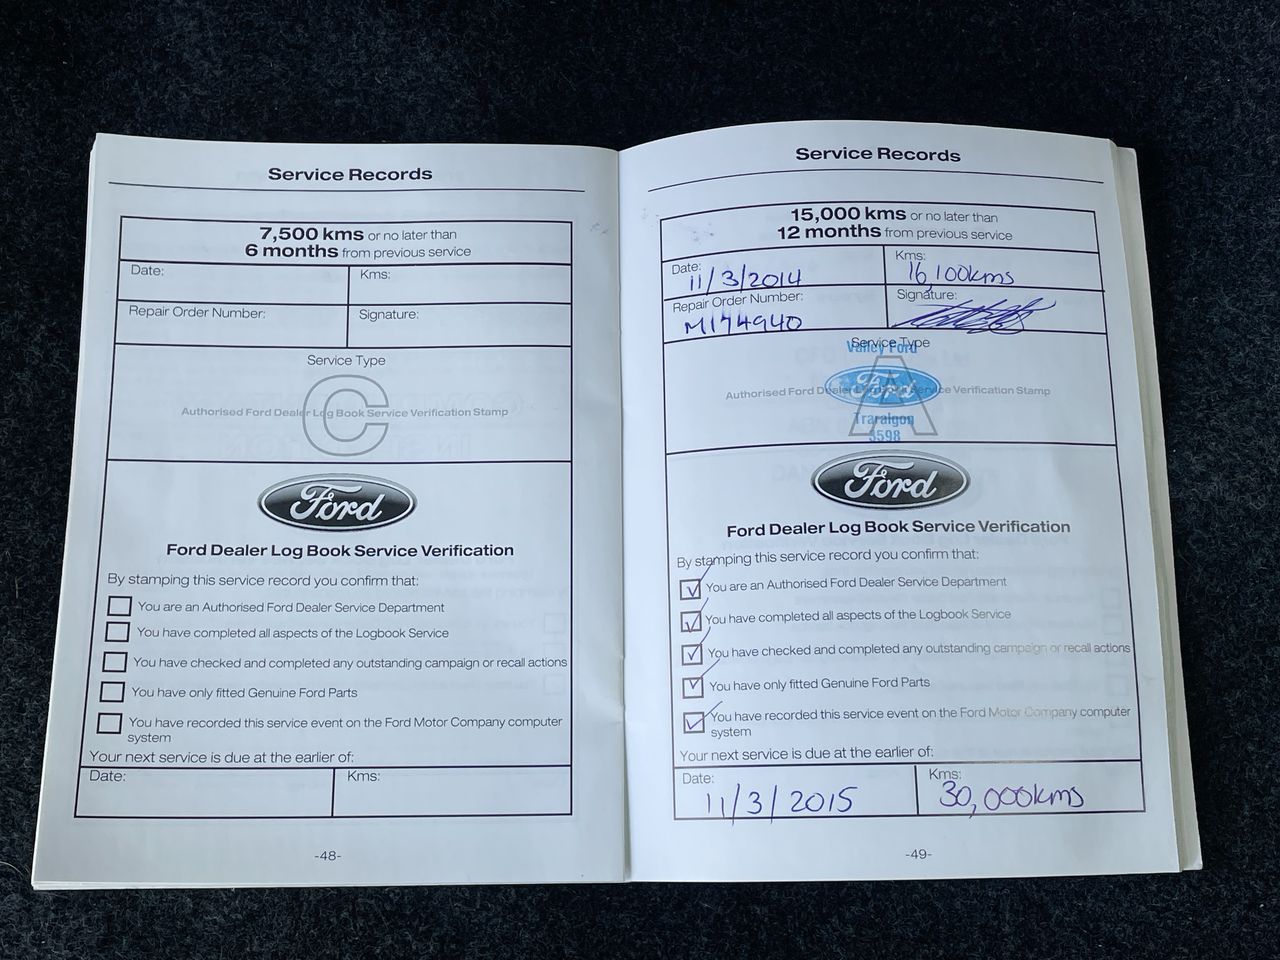 Service Records
7,500 kms or no later than
6 months from previous service
Date:
Kms:
Repair Order Number:
Signature:
Service Type
C
Authorised Ford Dealer Log Book Service Verification Stamp
Ford
Ford Dealer Log Book Service Verification
By stamping this service record you confirm that:
You are an Authorised Ford Dealer Service Department
You have completed all aspects of the Logbook Service
You have checked and completed any outstanding campaign or recall actions
You have only fitted Genuine Ford Parts
You have recorded this service event on the Ford Motor Company computer
system
Your next service is due at the earlier of:
Date:
Kms:
-48-
Service Records
15,000 kms or no later than
12 months from previous service
Date: 11/3/2014
Kms: 16,100kms
Repair Order Number: M174940
Signature:
Service Type
Valley Ford
A
Authorised Ford Dealer Log Book Service Verification Stamp
Ford
Traralgon
3598
Ford
Ford Dealer Log Book Service Verification
By stamping this service record you confirm that:
You are an Authorised Ford Dealer Service Department
You have completed all aspects of the Logbook Service
You have checked and completed any outstanding campaign or recall actions
You have only fitted Genuine Ford Parts
You have recorded this service event on the Ford Motor Company computer
system
Your next service is due at the earlier of:
Date: 11/3/2015
Kms: 30,000kms
-49-